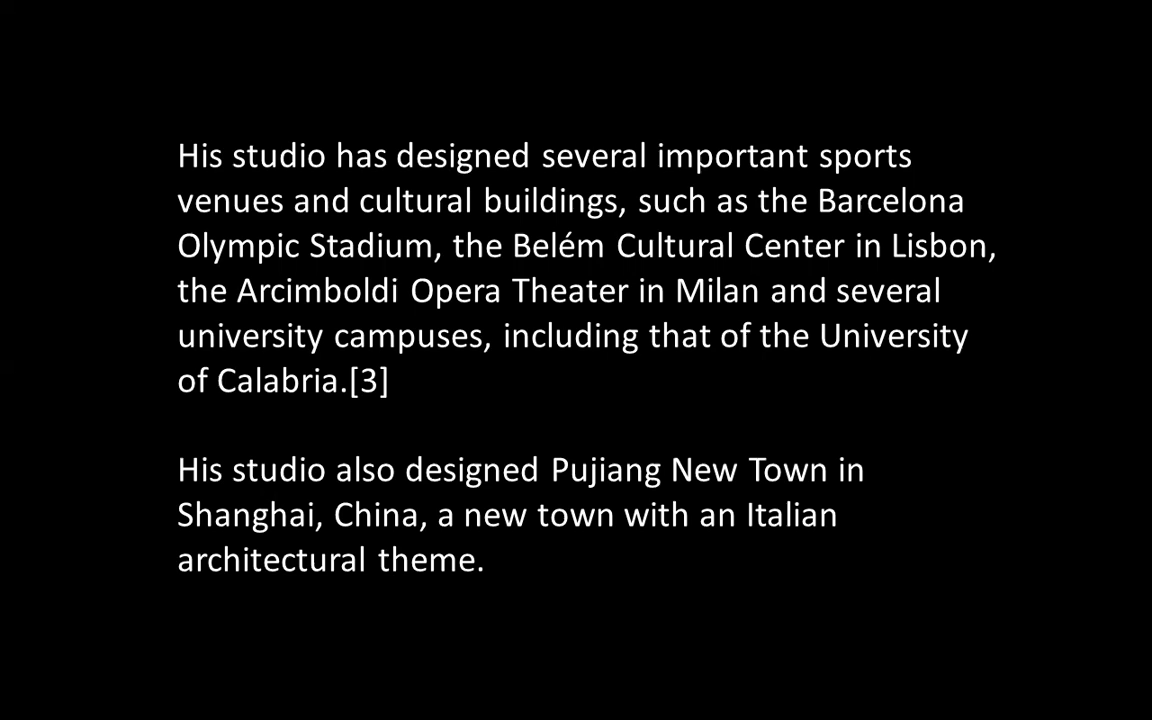 His studio has designed several important sports
venues and cultural buildings, such as the Barcelona
Olympic Stadium, the Belém Cultural Center in Lisbon,
the Arcimboldi Opera Theater in Milan and several
university campuses, including that of the University
of Calabria.[3]
His studio also designed Pujiang New Town in
Shanghai, China, a new town with an Italian
architectural theme.